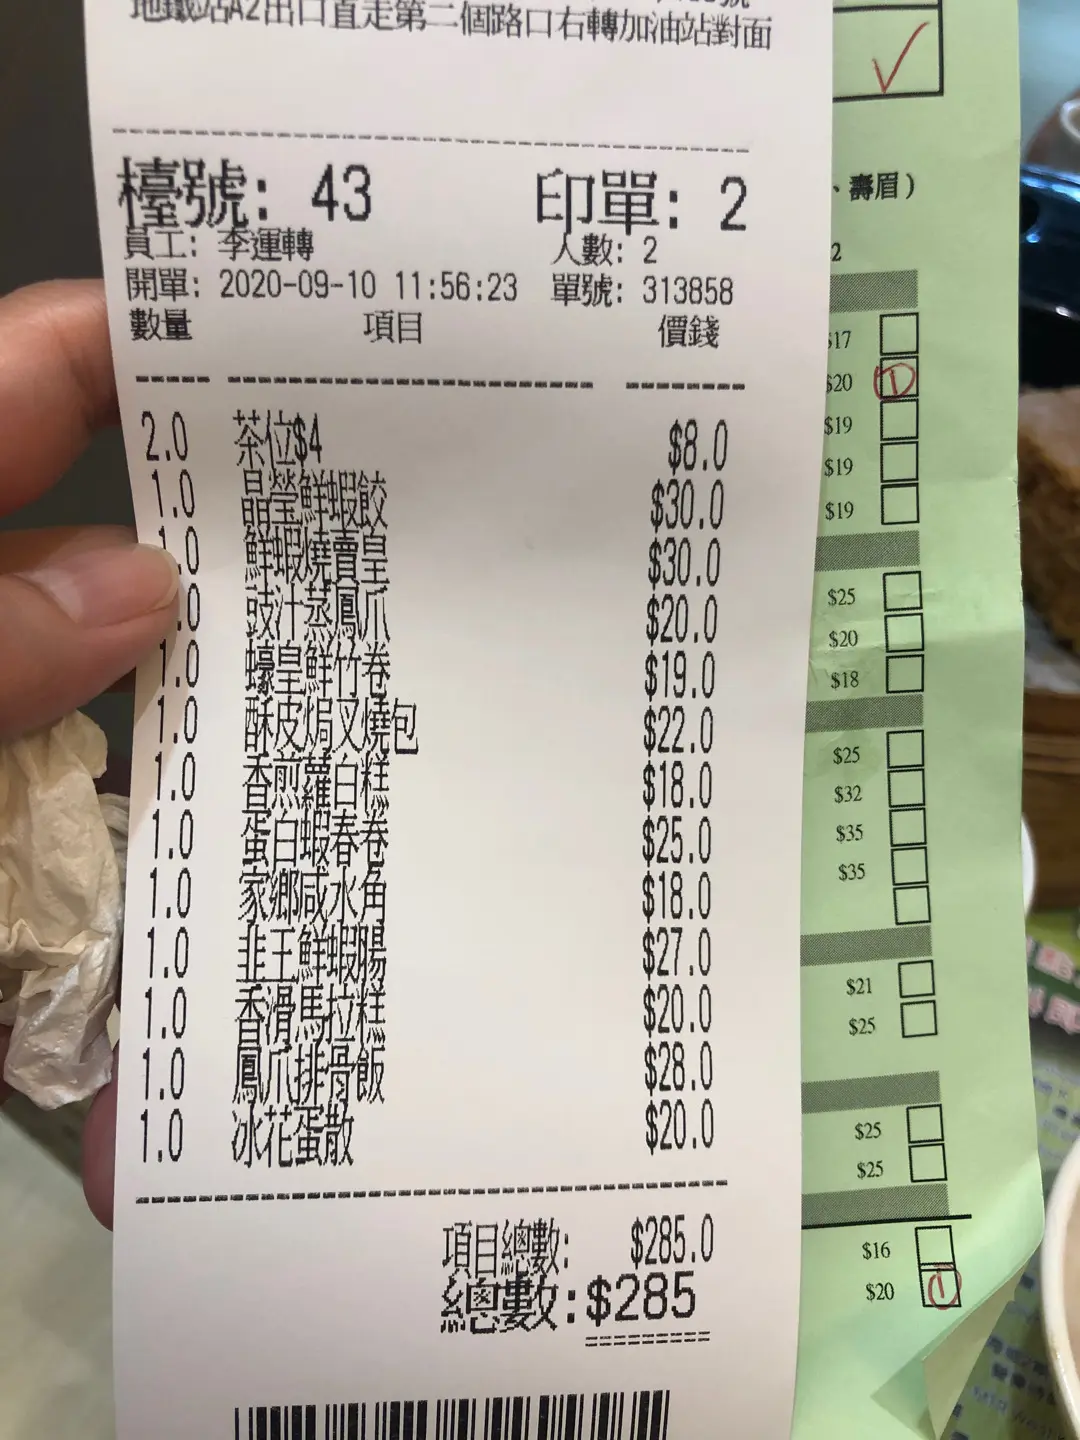 地鐵站A2出口直走第二個路口右轉加油站對面
檯號: 43 印單: 2
員工: 李運轉 人數: 2
開單: 2020-09-10 11:56:23 單號: 313858
數量 項目 價錢
2.0 茶位$4 $8.0
1.0 晶瑩鮮蝦餃 $30.0
1.0 鮮蝦燒賣皇 $30.0
.0 豉汁蒸鳳爪 $20.0
1.0 蠔皇鮮竹卷 $19.0
1.0 酥皮焗叉燒包 $22.0
1.0 香煎蘿白糕 $18.0
1.0 蛋白蝦春卷 $25.0
1.0 家鄉咸水角 $18.0
1.0 韭王鮮蝦腸 $27.0
1.0 香滑馬拉糕 $20.0
1.0 鳳爪排骨飯 $28.0
1.0 冰花蛋散 $20.0
項目總數: $285.0
總數:$285
、壽眉）
2
$17
$20 1
$19
$19
$19
$25
$20
$18
$25
$32
$35
$35
$21
$25
$25
$25
$16
$20 1